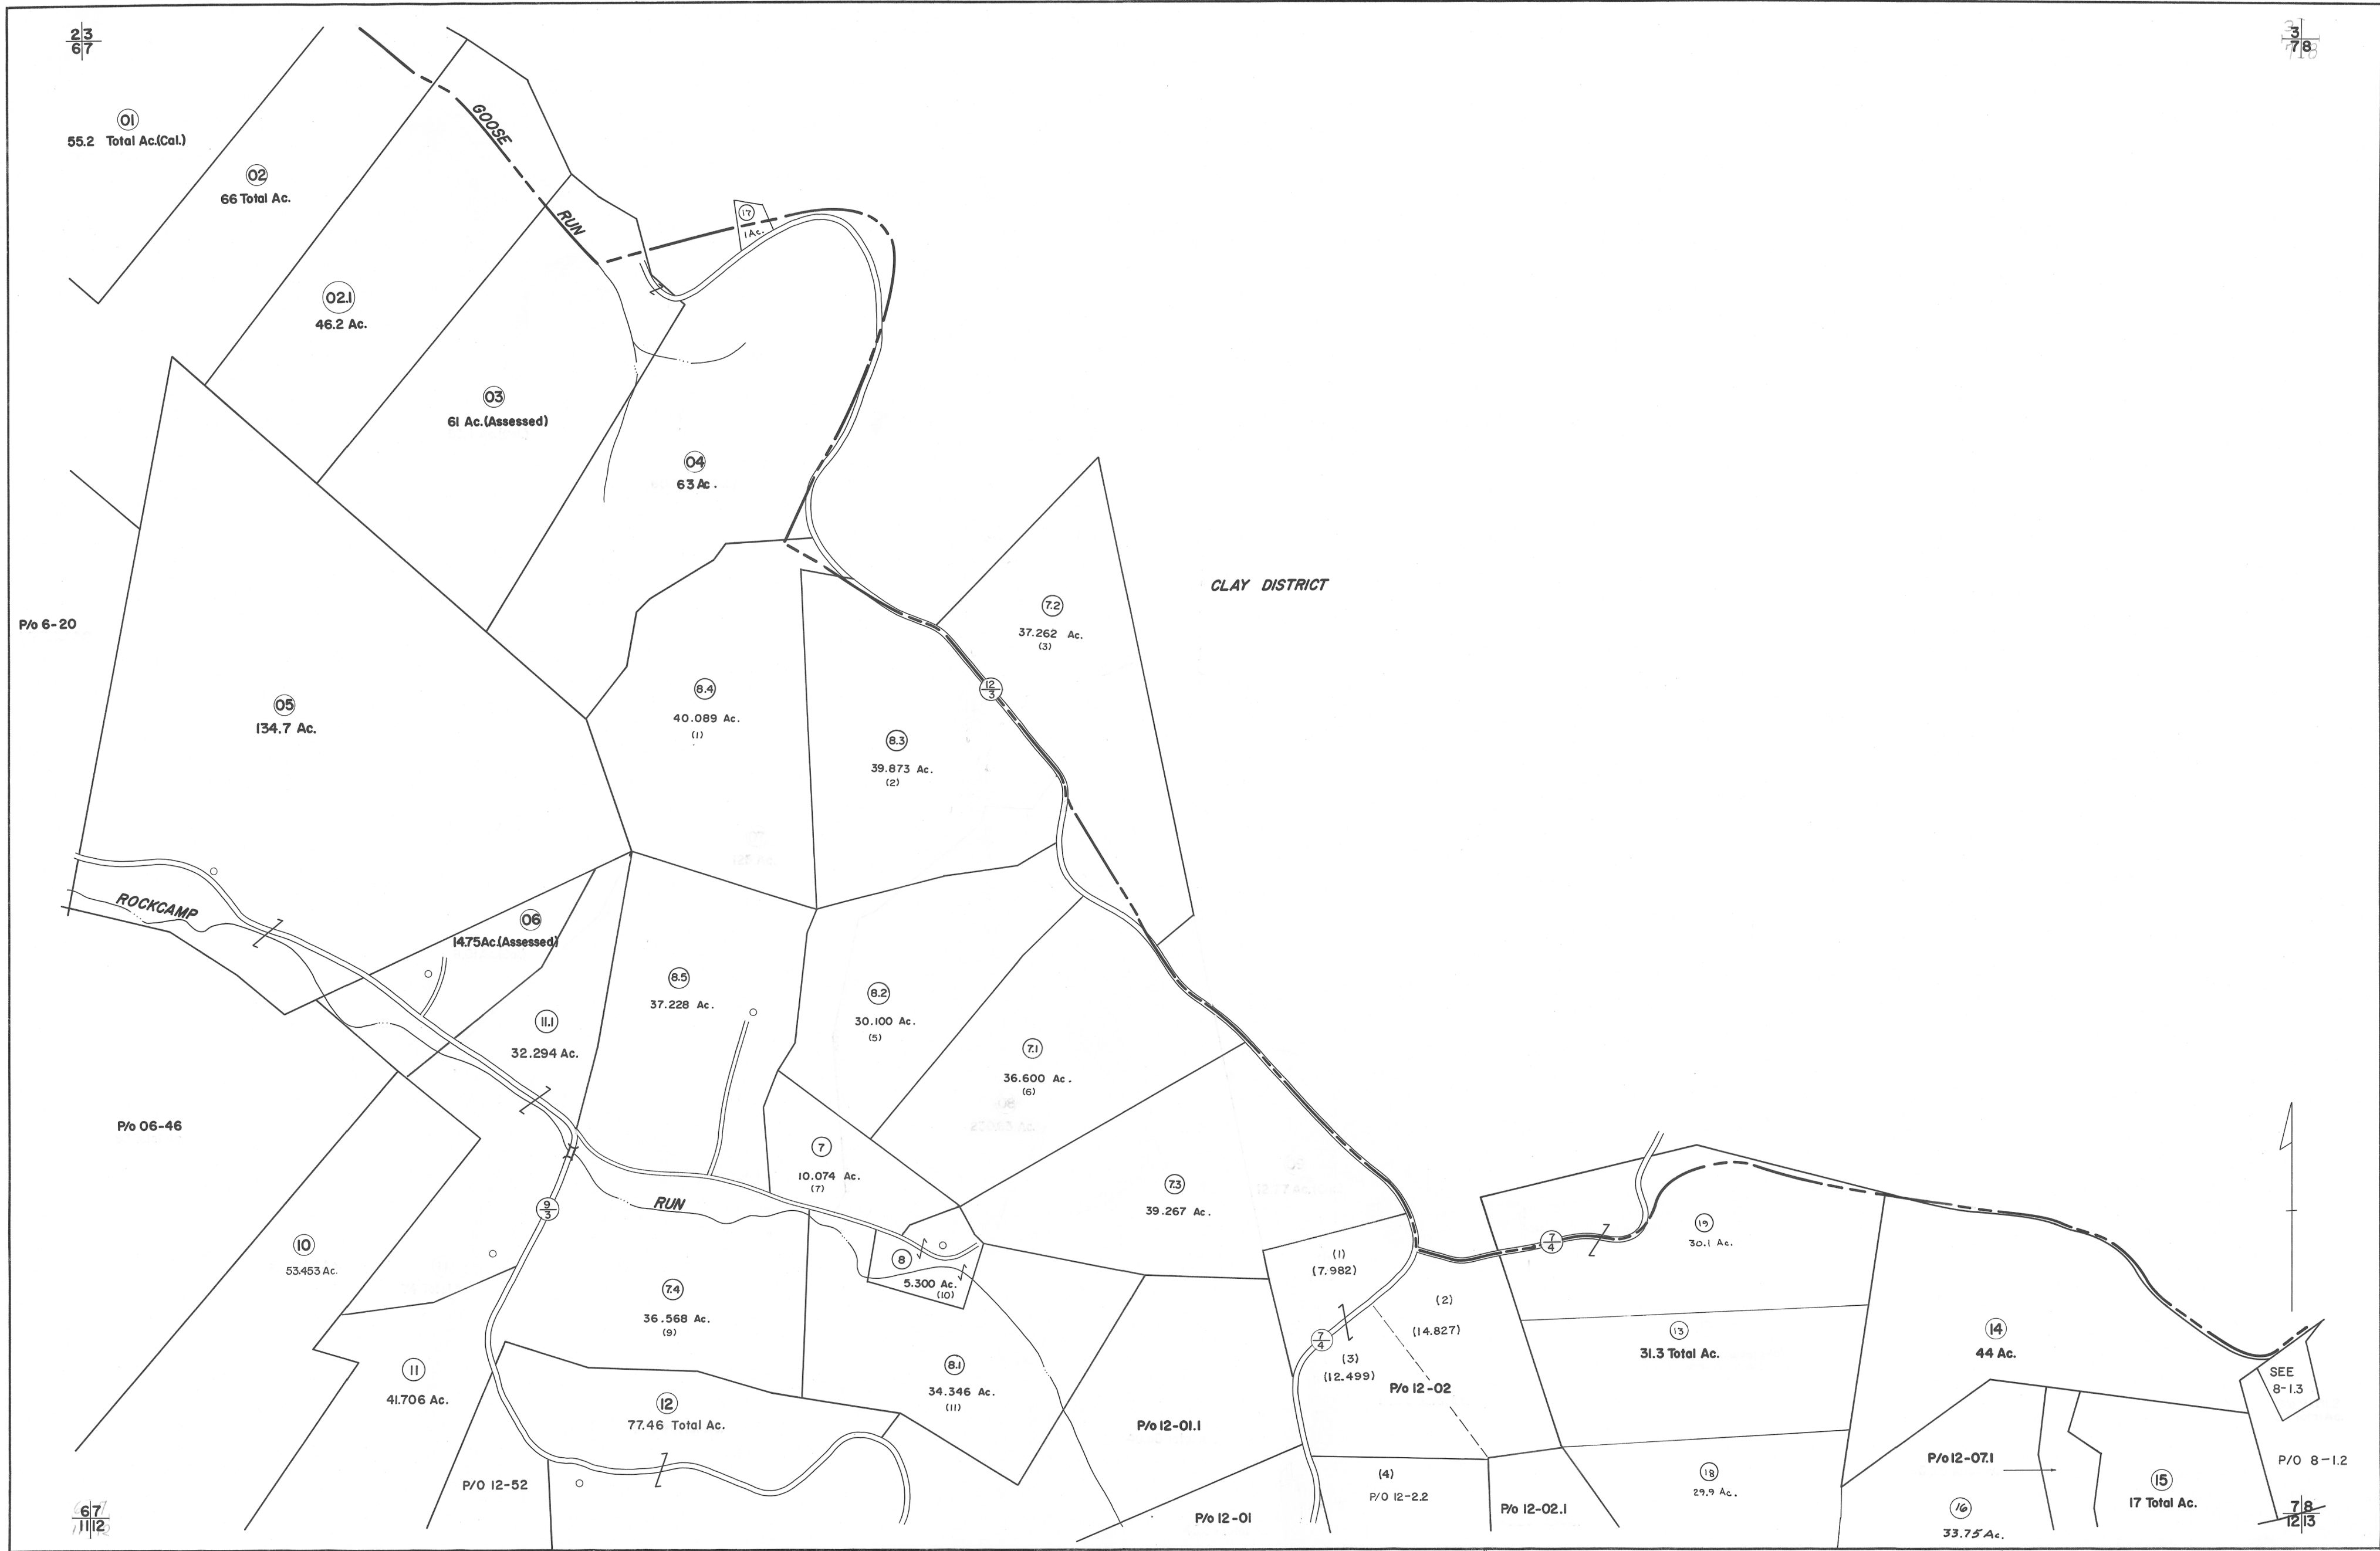 2 3
6 7
3
7 8
01
55.2 Total Ac.(Cal.)
02
66 Total Ac.
GOOSE
RUN
17
1 Ac.
02.1
46.2 Ac.
03
61 Ac.(Assessed)
04
63 Ac.
CLAY DISTRICT
7.2
37.262 Ac.
(3)
P/o 6-20
12
3
05
134.7 Ac.
8.4
40.089 Ac.
(1)
8.3
39.873 Ac.
(2)
ROCKCAMP
06
14.75Ac.(Assessed)
8.5
37.228 Ac.
8.2
30.100 Ac.
(5)
11.1
32.294 Ac.
7.1
36.600 Ac.
(6)
P/o 06-46
7
10.074 Ac.
(7)
7.3
39.267 Ac.
RUN
9
3
10
53.453 Ac.
8
5.300 Ac.
(10)
7.4
36.568 Ac.
(9)
(1)
(7.982)
7
4
19
30.1 Ac.
(2)
(14.827)
7
4
(3)
(12.499)
P/o 12-02
13
31.3 Total Ac.
14
44 Ac.
SEE
8-1.3
11
41.706 Ac.
12
77.46 Total Ac.
8.1
34.346 Ac.
(11)
P/o 12-01.1
P/O 12-52
(4)
P/O 12-2.2
P/o 12-02.1
18
29.9 Ac.
P/o 12-07.1
P/O 8-1.2
15
17 Total Ac.
16
33.75 Ac.
P/o 12-01
6 7
11 12
7 8
12 13